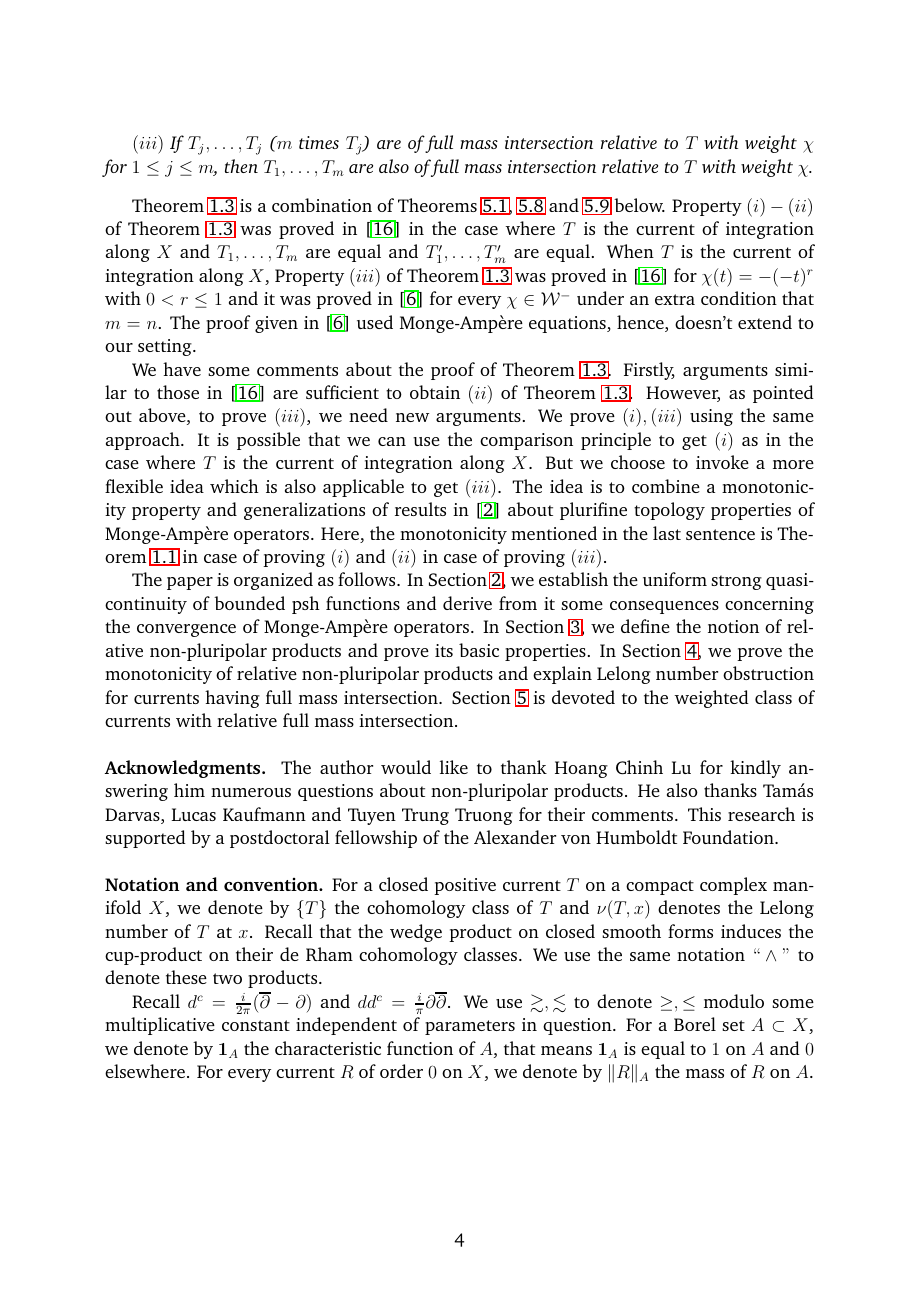 (iii) If T_j, . . . , T_j (m times T_j) are of full mass intersection relative to T with weight χ
for 1 ≤ j ≤ m, then T_1, . . . , T_m are also of full mass intersection relative to T with weight χ.
Theorem 1.3 is a combination of Theorems 5.1, 5.8 and 5.9 below. Property (i) − (ii)
of Theorem 1.3 was proved in [16] in the case where T is the current of integration
along X and T_1, . . . , T_m are equal and T′_1, . . . , T′_m are equal. When T is the current of
integration along X, Property (iii) of Theorem 1.3 was proved in [16] for χ(t) = −(−t)^r
with 0 < r ≤ 1 and it was proved in [6] for every χ ∈ 𝒲^− under an extra condition that
m = n. The proof given in [6] used Monge-Ampère equations, hence, doesn't extend to
our setting.
We have some comments about the proof of Theorem 1.3. Firstly, arguments simi-
lar to those in [16] are sufficient to obtain (ii) of Theorem 1.3. However, as pointed
out above, to prove (iii), we need new arguments. We prove (i), (iii) using the same
approach. It is possible that we can use the comparison principle to get (i) as in the
case where T is the current of integration along X. But we choose to invoke a more
flexible idea which is also applicable to get (iii). The idea is to combine a monotonic-
ity property and generalizations of results in [2] about plurifine topology properties of
Monge-Ampère operators. Here, the monotonicity mentioned in the last sentence is The-
orem 1.1 in case of proving (i) and (ii) in case of proving (iii).
The paper is organized as follows. In Section 2, we establish the uniform strong quasi-
continuity of bounded psh functions and derive from it some consequences concerning
the convergence of Monge-Ampère operators. In Section 3, we define the notion of rel-
ative non-pluripolar products and prove its basic properties. In Section 4, we prove the
monotonicity of relative non-pluripolar products and explain Lelong number obstruction
for currents having full mass intersection. Section 5 is devoted to the weighted class of
currents with relative full mass intersection.
Acknowledgments. The author would like to thank Hoang Chinh Lu for kindly an-
swering him numerous questions about non-pluripolar products. He also thanks Tamás
Darvas, Lucas Kaufmann and Tuyen Trung Truong for their comments. This research is
supported by a postdoctoral fellowship of the Alexander von Humboldt Foundation.
Notation and convention. For a closed positive current T on a compact complex man-
ifold X, we denote by {T} the cohomology class of T and ν(T, x) denotes the Lelong
number of T at x. Recall that the wedge product on closed smooth forms induces the
cup-product on their de Rham cohomology classes. We use the same notation “ ∧ ” to
denote these two products.
Recall d^c = i/2π (∂̄ − ∂) and dd^c = i/π ∂∂̄. We use ≳, ≲ to denote ≥, ≤ modulo some
multiplicative constant independent of parameters in question. For a Borel set A ⊂ X,
we denote by 1_A the characteristic function of A, that means 1_A is equal to 1 on A and 0
elsewhere. For every current R of order 0 on X, we denote by ‖R‖_A the mass of R on A.
4